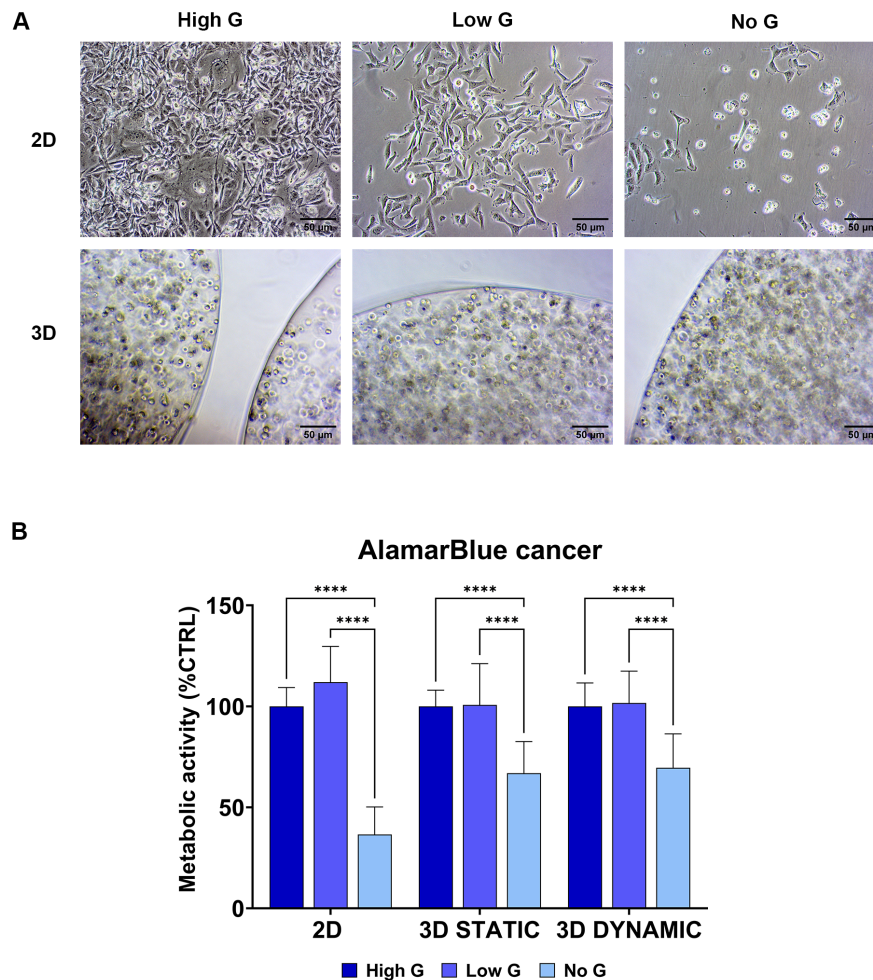 A
High G
Low G
No G
2D
50 µm
50 µm
50 µm
3D
50 µm
50 µm
50 µm
B
AlamarBlue cancer
Metabolic activity (%CTRL)
150
100
50
0
**** **** ****
**** **** ****
2D
3D STATIC
3D DYNAMIC
High G
Low G
No G